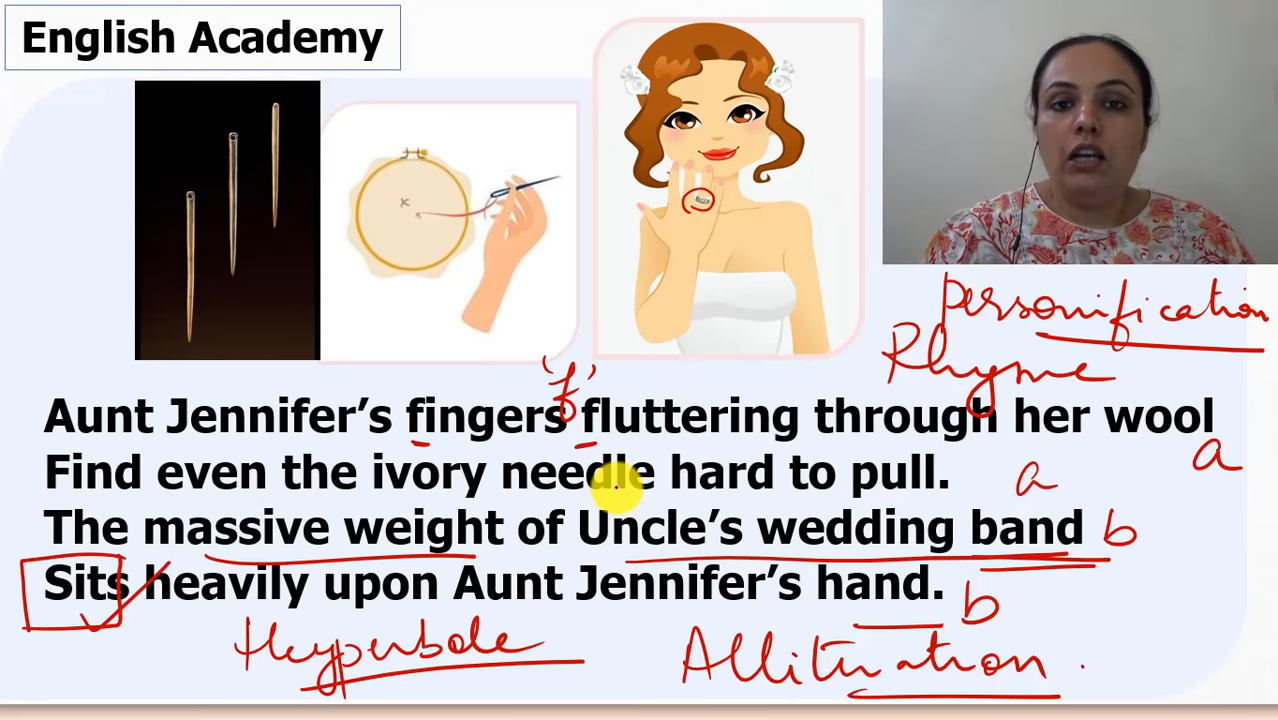 English Academy
personification
Rhyme
'f'
Aunt Jennifer's fingers fluttering through her wool
a
Find even the ivory needle hard to pull. a
The massive weight of Uncle's wedding band b
Sits heavily upon Aunt Jennifer's hand. b
Hyperbole
Alliteration.